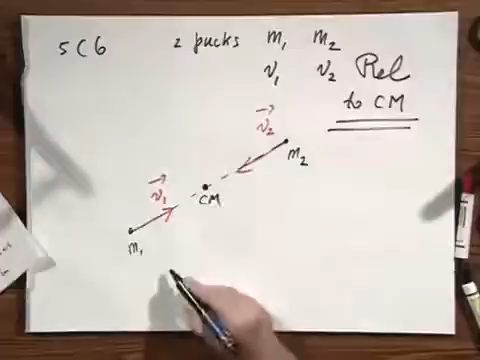 5C6 2 pucks m₁ m₂
v₁ v₂ Rel
to CM
v₂
m₂
v₁
CM
m₁